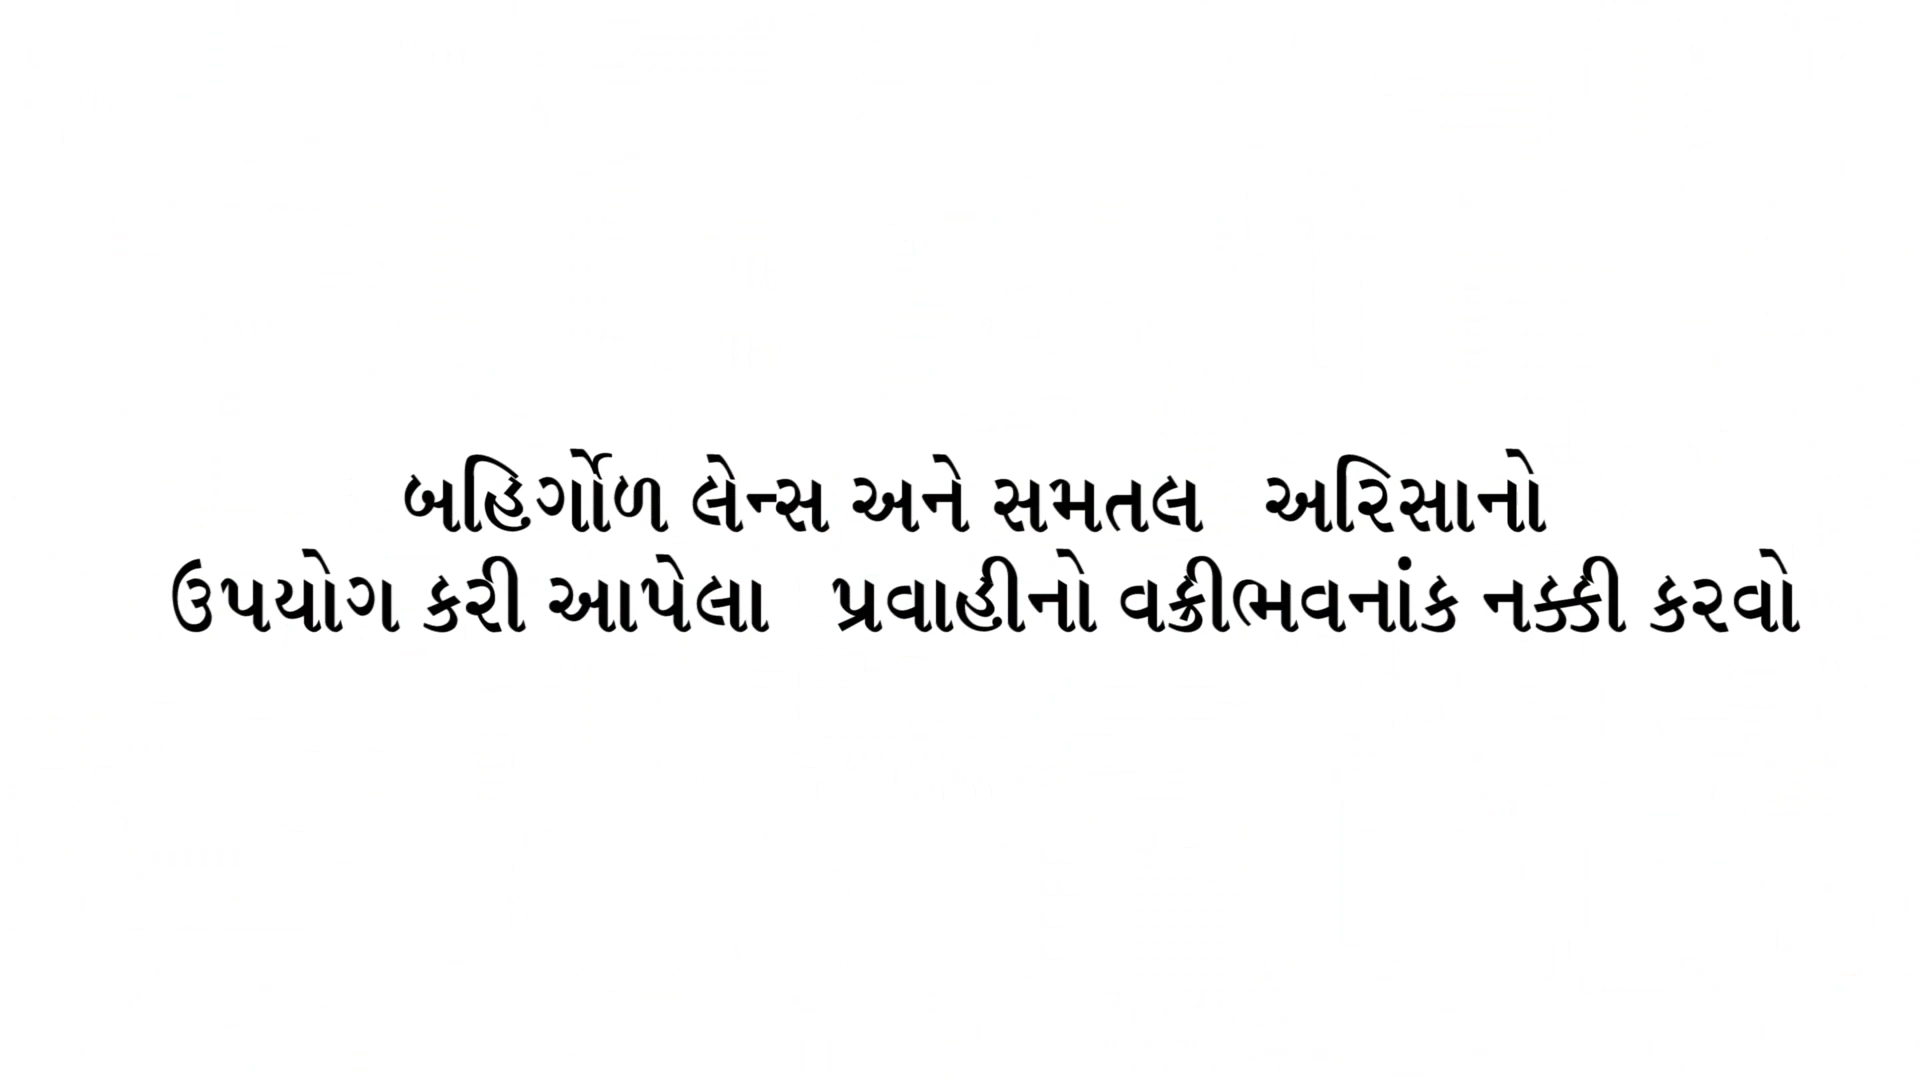 બહિર્ગોળ લેન્સ અને સમતલ અરિસાનો
ઉપયોગ કરી આપેલા પ્રવાહીનો વક્રીભવનાંક નક્કી કરવો